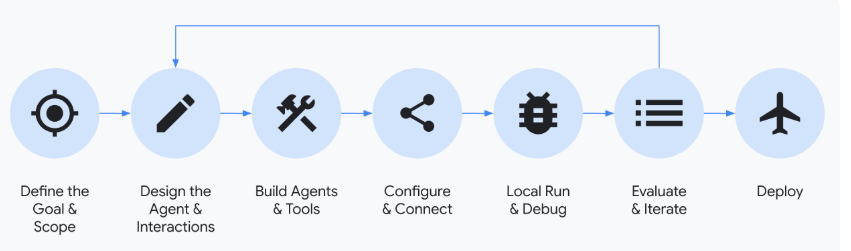 Define the
Goal &
Scope
Design the
Agent &
Interactions
Build Agents
& Tools
Configure
& Connect
Local Run
& Debug
Evaluate
& Iterate
Deploy